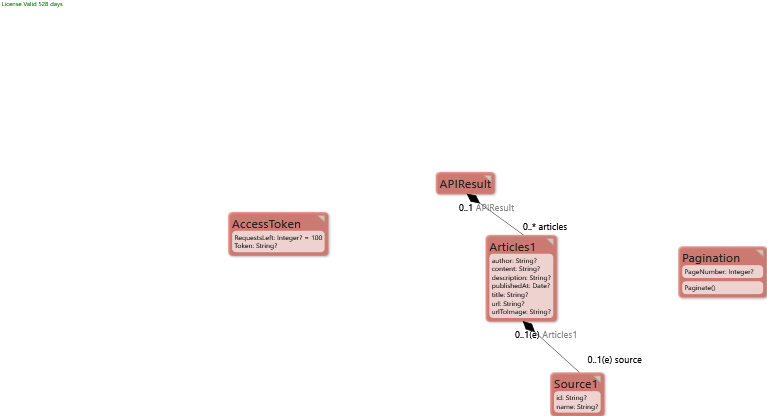 License Valid 528 days
APIResult
0..1 APIResult
0..* articles
AccessToken
RequestsLeft: Integer? = 100
Token: String?
Articles1
author: String?
content: String?
description: String?
publishedAt: Date?
title: String?
url: String?
urlToImage: String?
Pagination
PageNumber: Integer?
Paginate()
0..1(e) Articles1
0..1(e) source
Source1
id: String?
name: String?